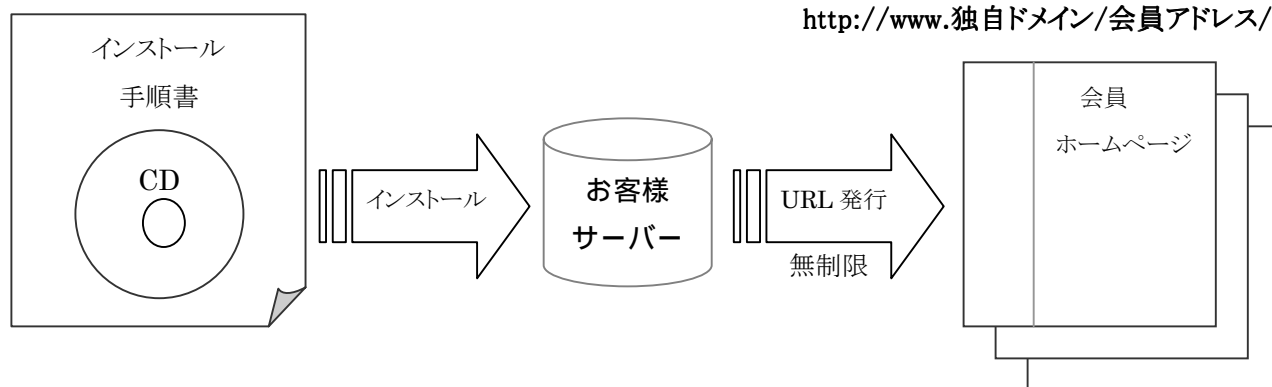 http://www.独自ドメイン/会員アドレス/
インストール
手順書
CD
インストール
お客様
サーバー
URL 発行
無制限
会員
ホームページ